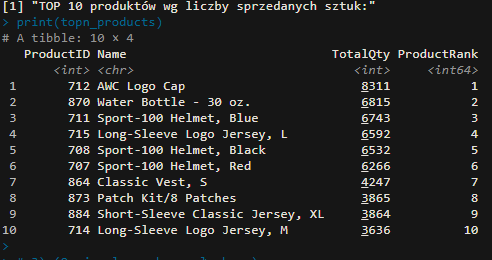 [1] "TOP 10 produktów wg liczby sprzedanych sztuk:"
> print(topn_products)
# A tibble: 10 × 4
   ProductID Name                            TotalQty ProductRank
       <int> <chr>                              <int>     <int64>
 1       712 AWC Logo Cap                        8311           1
 2       870 Water Bottle - 30 oz.               6815           2
 3       711 Sport-100 Helmet, Blue              6743           3
 4       715 Long-Sleeve Logo Jersey, L          6592           4
 5       708 Sport-100 Helmet, Black             6532           5
 6       707 Sport-100 Helmet, Red               6266           6
 7       864 Classic Vest, S                     4247           7
 8       873 Patch Kit/8 Patches                 3865           8
 9       884 Short-Sleeve Classic Jersey, XL     3864           9
10       714 Long-Sleeve Logo Jersey, M          3636          10
>